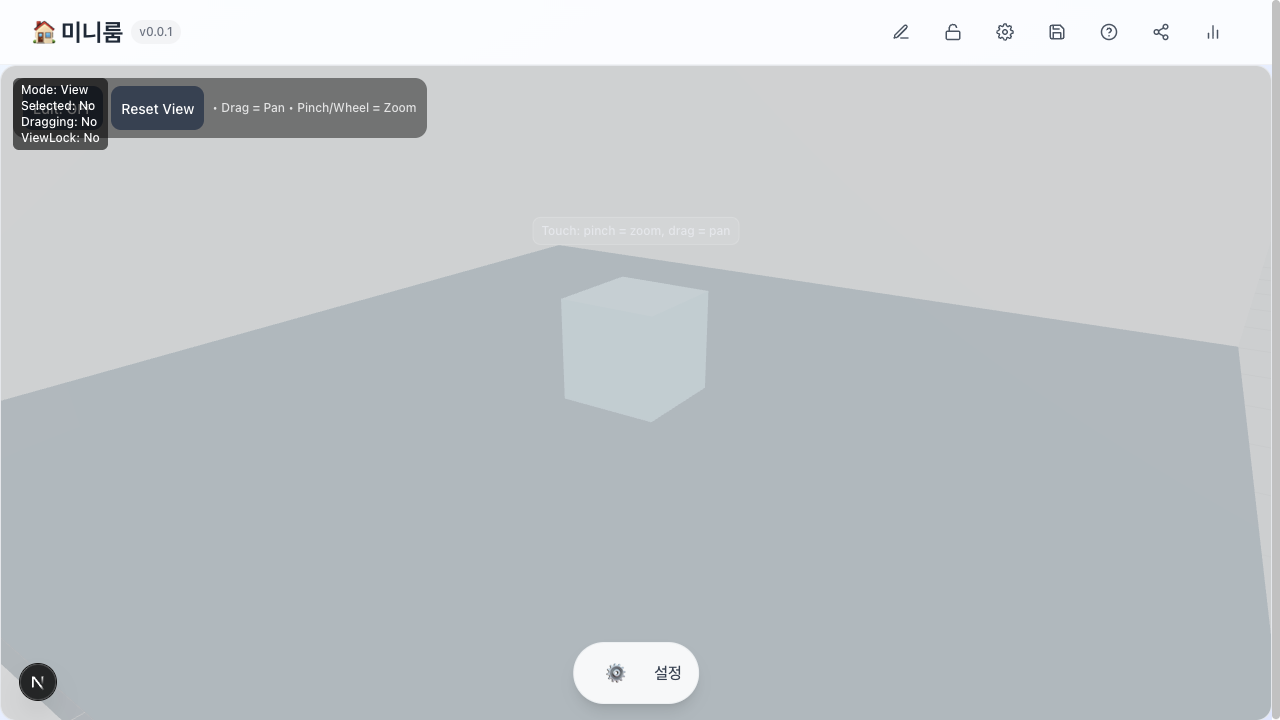 미니룸 v0.0.1
Mode: View
Selected: No
Dragging: No
ViewLock: No
Reset View
• Drag = Pan • Pinch/Wheel = Zoom
Touch: pinch = zoom, drag = pan
N
설정